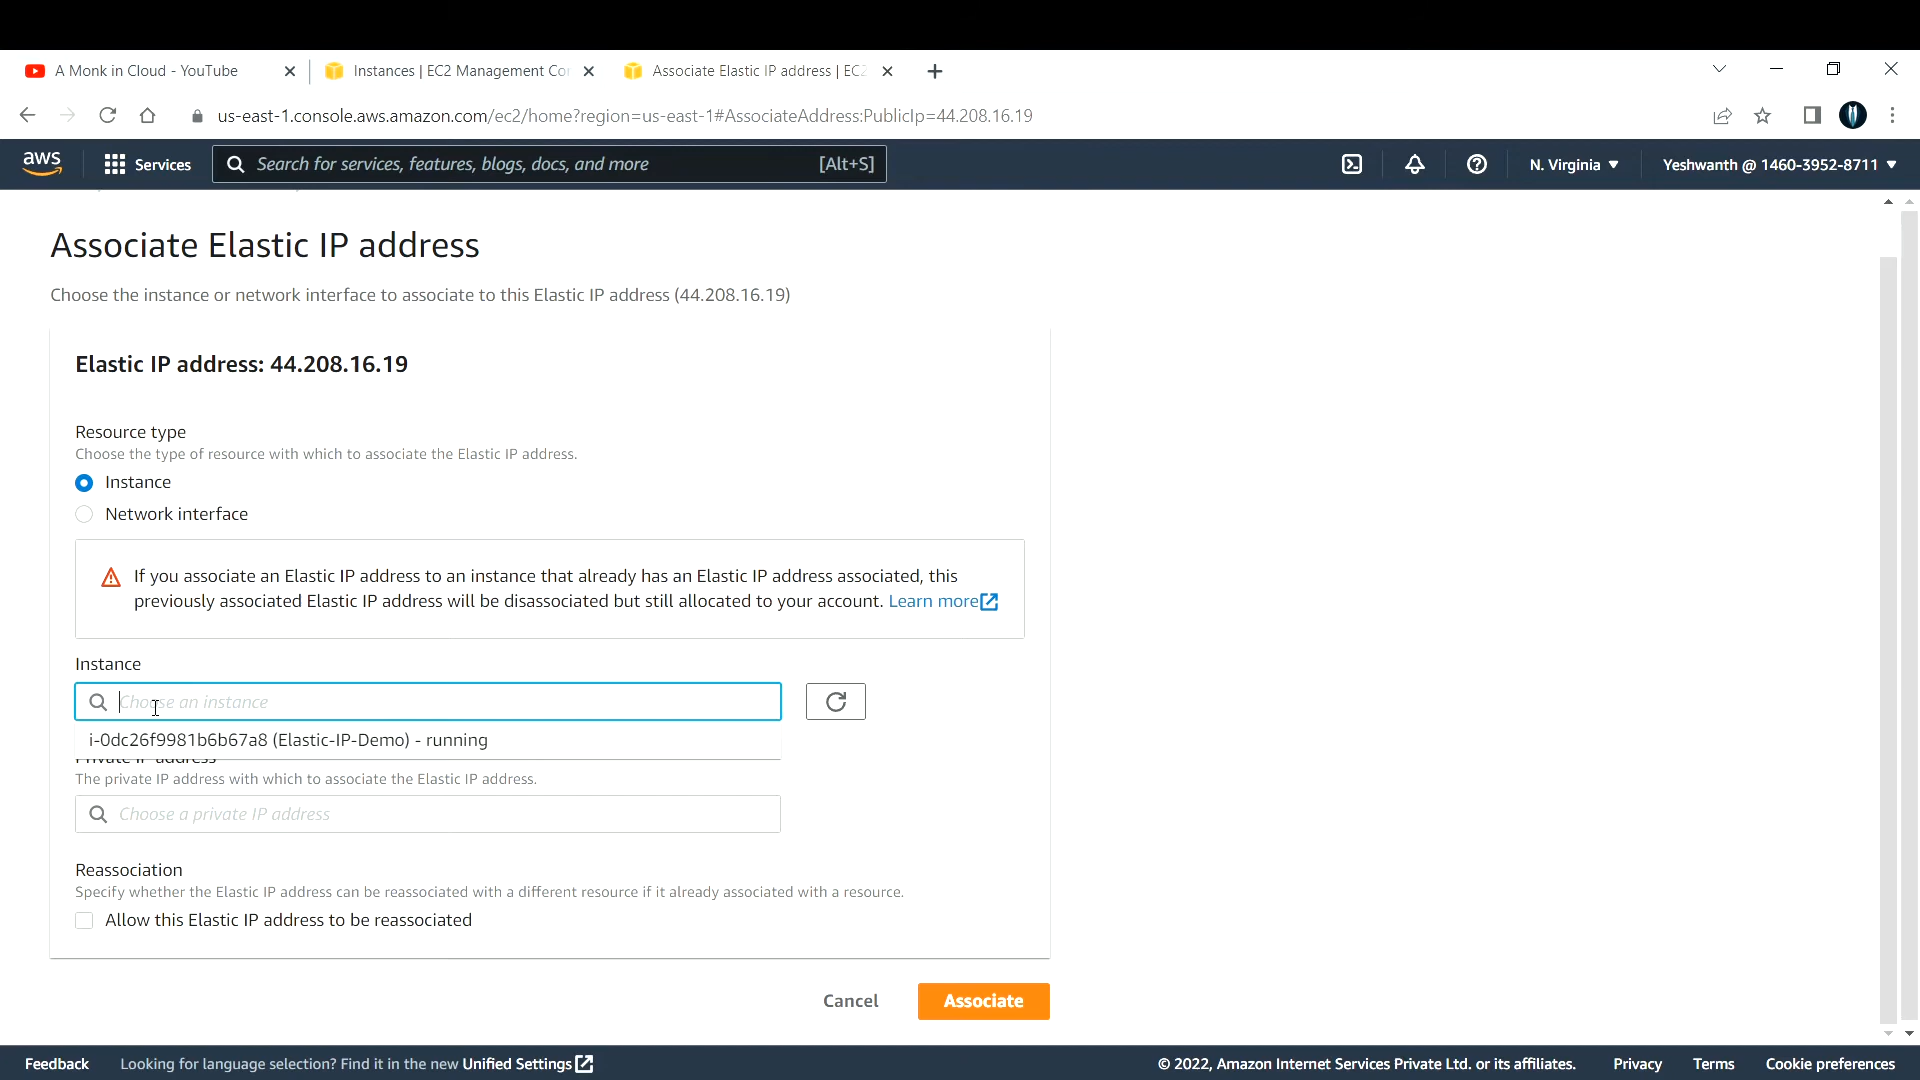 A Monk in Cloud - YouTube
Instances | EC2 Management Co
Associate Elastic IP address | EC2
us-east-1.console.aws.amazon.com/ec2/home?region=us-east-1#AssociateAddress:PublicIp=44.208.16.19
aws
Services
Search for services, features, blogs, docs, and more
[Alt+S]
N. Virginia
Yeshwanth @ 1460-3952-8711
Associate Elastic IP address
Choose the instance or network interface to associate to this Elastic IP address (44.208.16.19)
Elastic IP address: 44.208.16.19
Resource type
Choose the type of resource with which to associate the Elastic IP address.
Instance
Network interface
If you associate an Elastic IP address to an instance that already has an Elastic IP address associated, this
previously associated Elastic IP address will be disassociated but still allocated to your account. Learn more
Instance
Choose an instance
i-0dc26f9981b6b67a8 (Elastic-IP-Demo) - running
Private IP address
The private IP address with which to associate the Elastic IP address.
Choose a private IP address
Reassociation
Specify whether the Elastic IP address can be reassociated with a different resource if it already associated with a resource.
Allow this Elastic IP address to be reassociated
Cancel
Associate
Feedback
Looking for language selection? Find it in the new Unified Settings
© 2022, Amazon Internet Services Private Ltd. or its affiliates.
Privacy
Terms
Cookie preferences